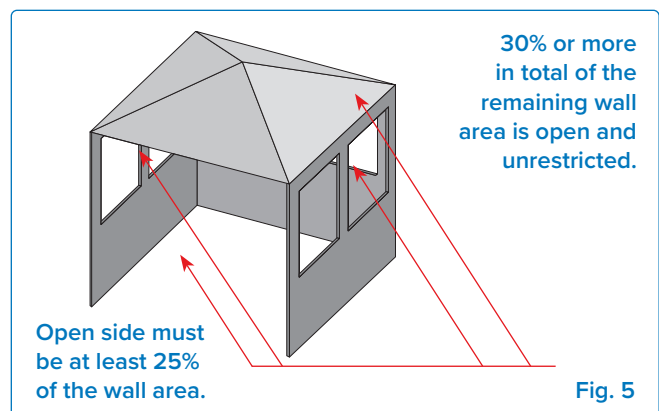 30% or more
in total of the
remaining wall
area is open and
unrestricted.
Open side must
be at least 25%
of the wall area.
Fig. 5